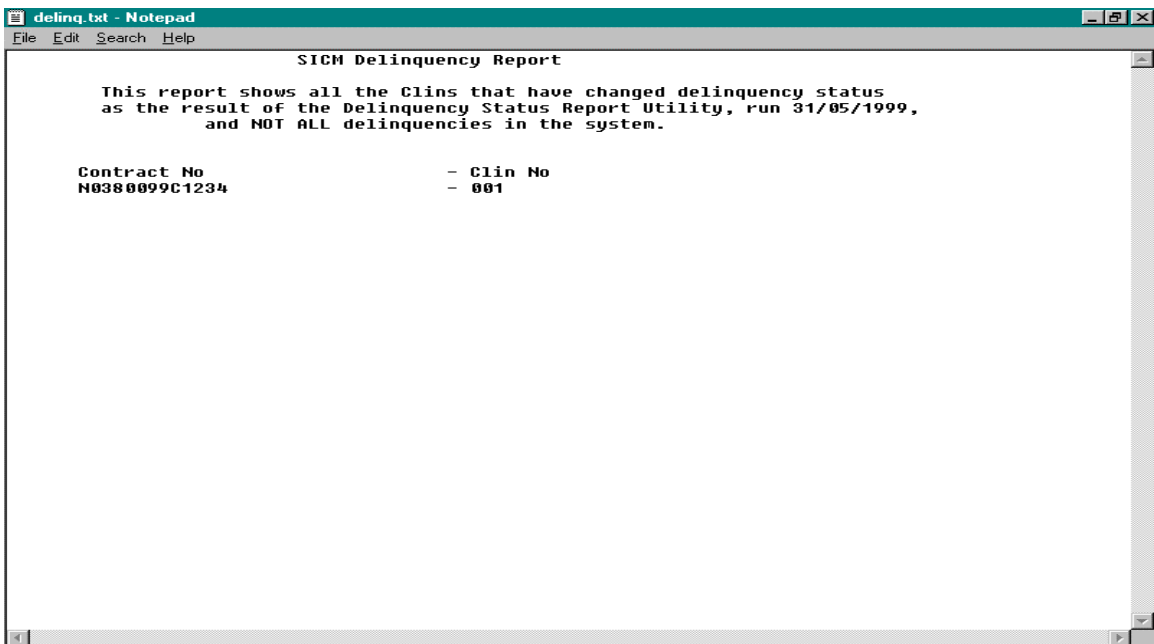 delinq.txt - Notepad
File Edit Search Help
SICM Delinquency Report
This report shows all the Clins that have changed delinquency status
as the result of the Delinquency Status Report Utility, run 31/05/1999,
and NOT ALL delinquencies in the system.
Contract No - Clin No
N0380099C1234 - 001